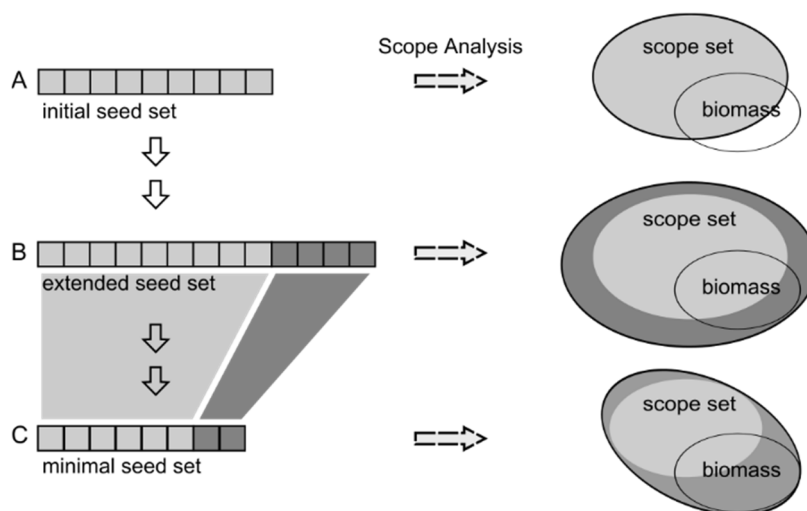 Scope Analysis
A
initial seed set
scope set
biomass
B
extended seed set
scope set
biomass
C
minimal seed set
scope set
biomass